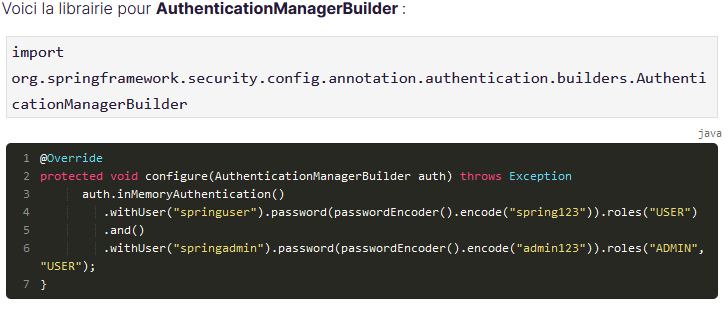 Voici la librairie pour AuthenticationManagerBuilder :
import
org.springframework.security.config.annotation.authentication.builders.Authenti
cationManagerBuilder
java
1 @Override
2 protected void configure(AuthenticationManagerBuilder auth) throws Exception
3 auth.inMemoryAuthentication()
4 .withUser("springuser").password(passwordEncoder().encode("spring123")).roles("USER")
5 .and()
6 .withUser("springadmin").password(passwordEncoder().encode("admin123")).roles("ADMIN",
"USER");
7 }